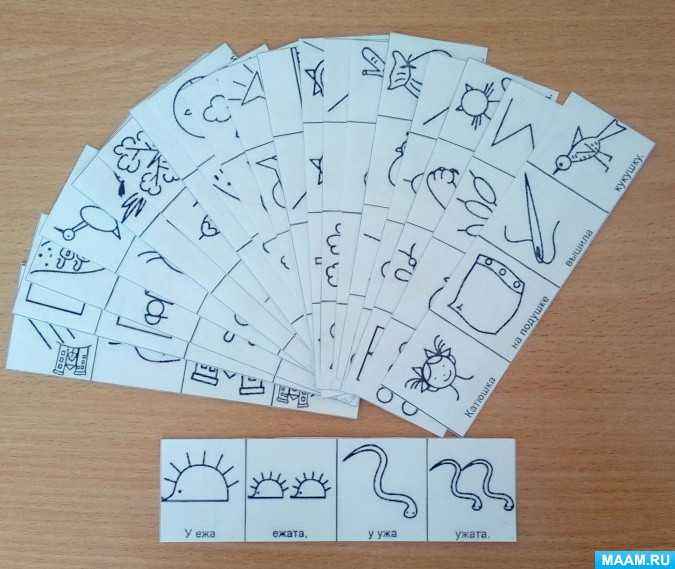 Катюшка
на подушке
вышила
кукушку.
У ежа
ежата,
у ужа
ужата.
MAAM.RU